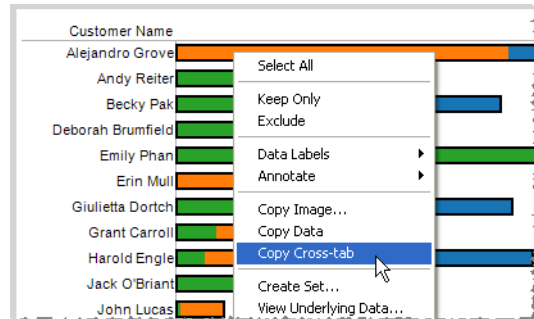 Customer Name
Alejandro Grove
Andy Reiter
Becky Pak
Deborah Brumfield
Emily Phan
Erin Mull
Giulietta Dortch
Grant Carroll
Harold Engle
Jack O'Briant
John Lucas
Select All
Keep Only
Exclude
Data Labels
Annotate
Copy Image...
Copy Data
Copy Cross-tab
Create Set...
View Underlying Data...